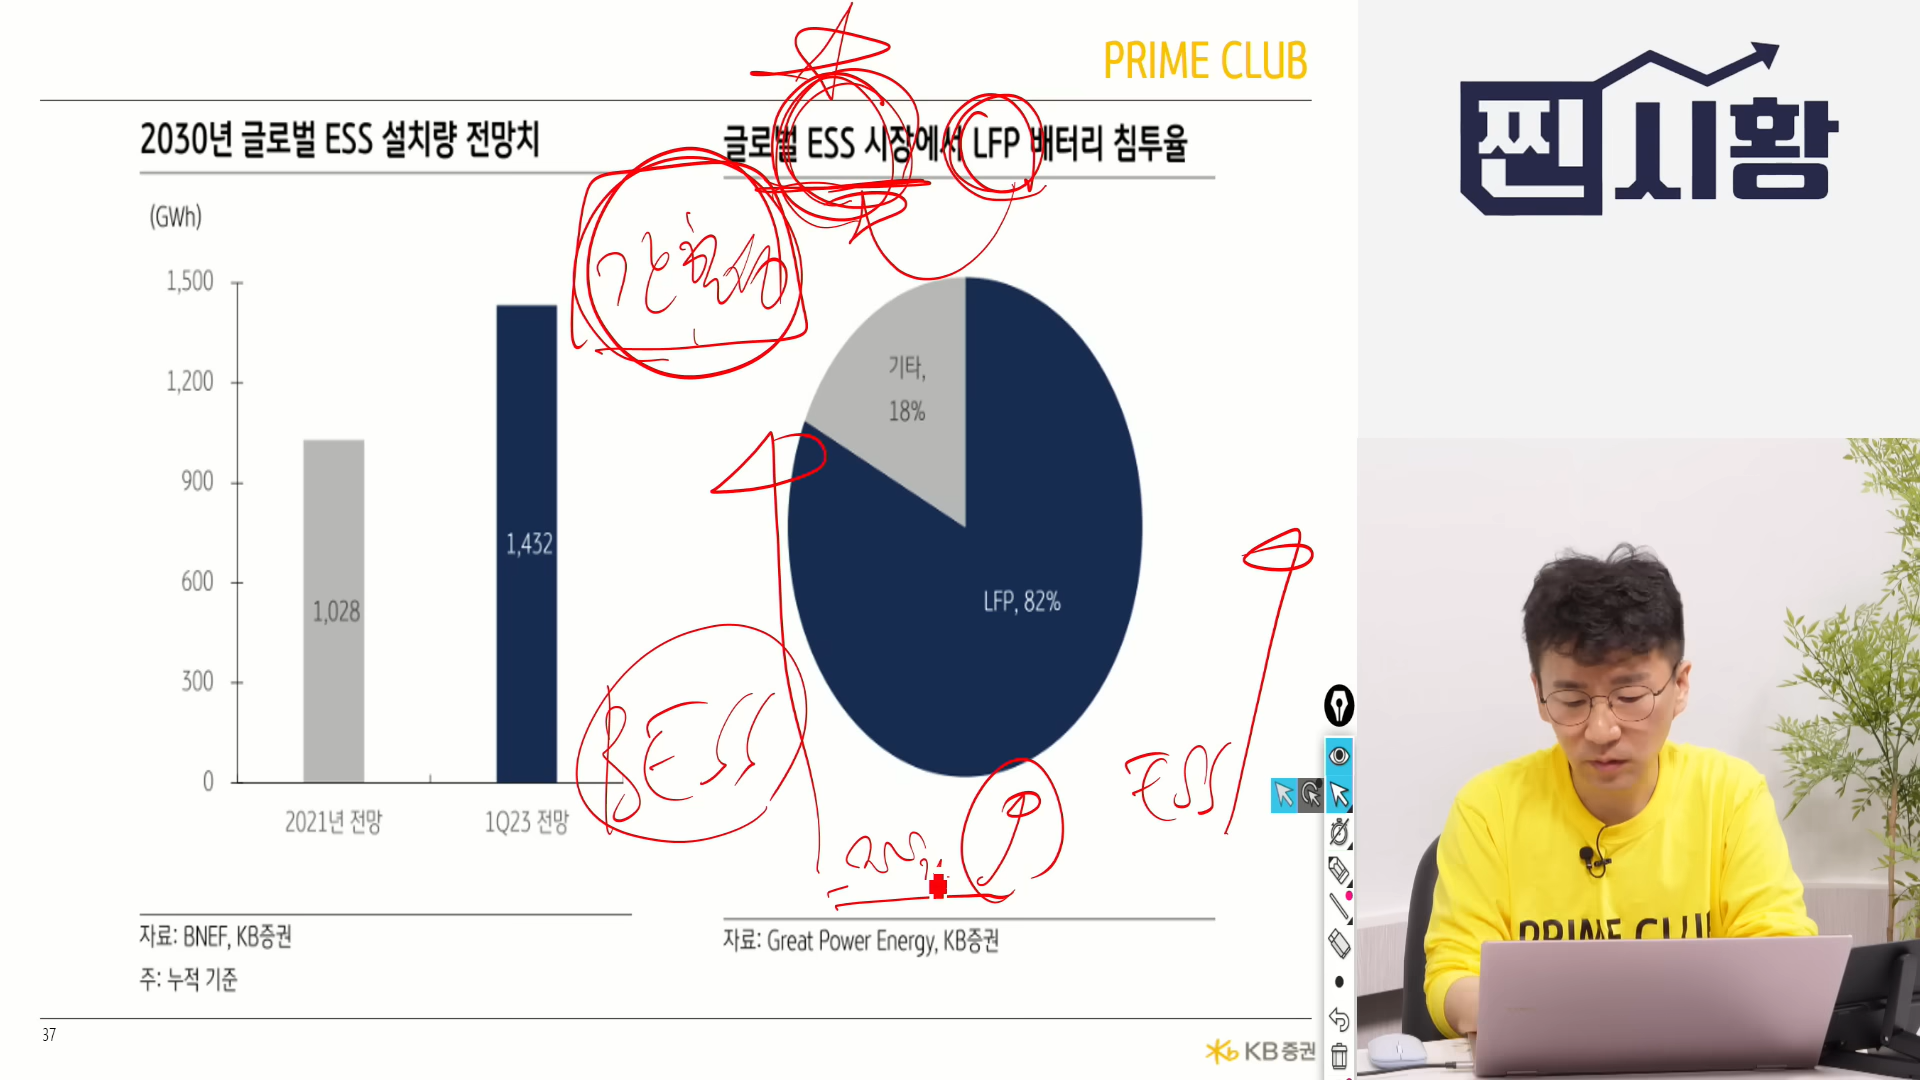 PRIME CLUB
찐시황
2030년 글로벌 ESS 설치량 전망치
(GWh)
1,500
1,200
900
600
300
0
1,028
1,432
2021년 전망
1Q23 전망
자료: BNEF, KB증권
주: 누적 기준
글로벌 ESS 시장에서 LFP 배터리 침투율
기타,
18%
LFP, 82%
자료: Great Power Energy, KB증권
간헐성
BESS
ESS
37
KB증권
PRIME CLUB